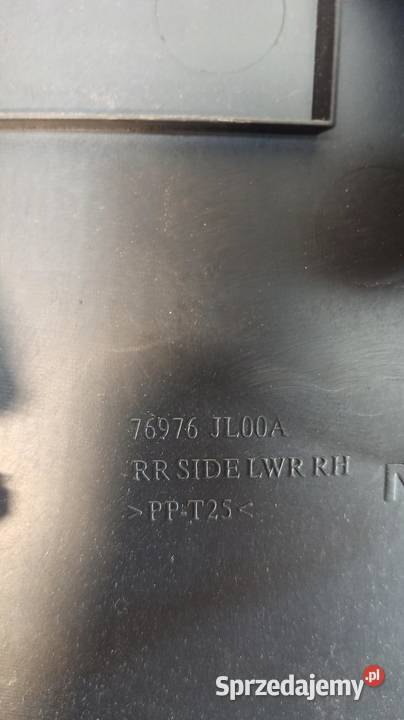 76976 JL00A
RR SIDE LWR RH
>PP-T25<
Sprzedajemy.pl